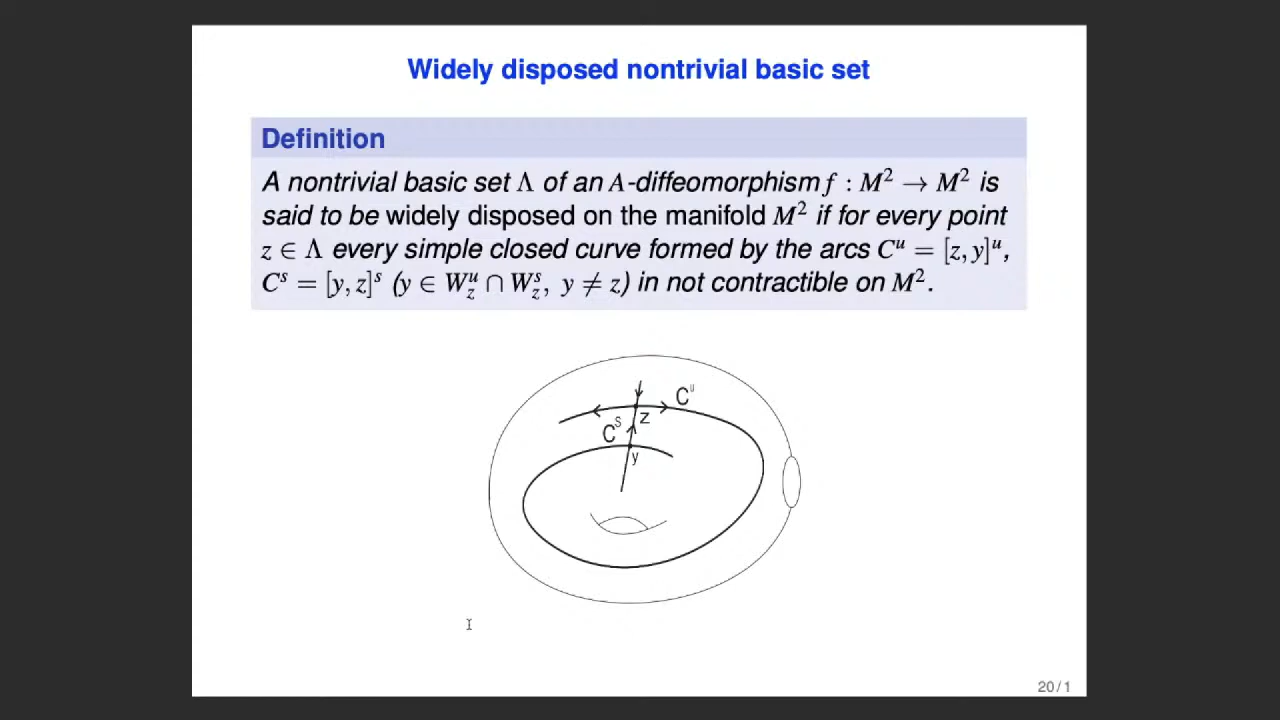 Widely disposed nontrivial basic set
Definition
A nontrivial basic set Λ of an A-diffeomorphism f : M² → M² is
said to be widely disposed on the manifold M² if for every point
z ∈ Λ every simple closed curve formed by the arcs Cᵘ = [z, y]ᵘ,
Cˢ = [y, z]ˢ (y ∈ Wᵤᶻ ∩ Wˢz, y ≠ z) in not contractible on M².
Cᵘ
z
Cˢ
y
20/1